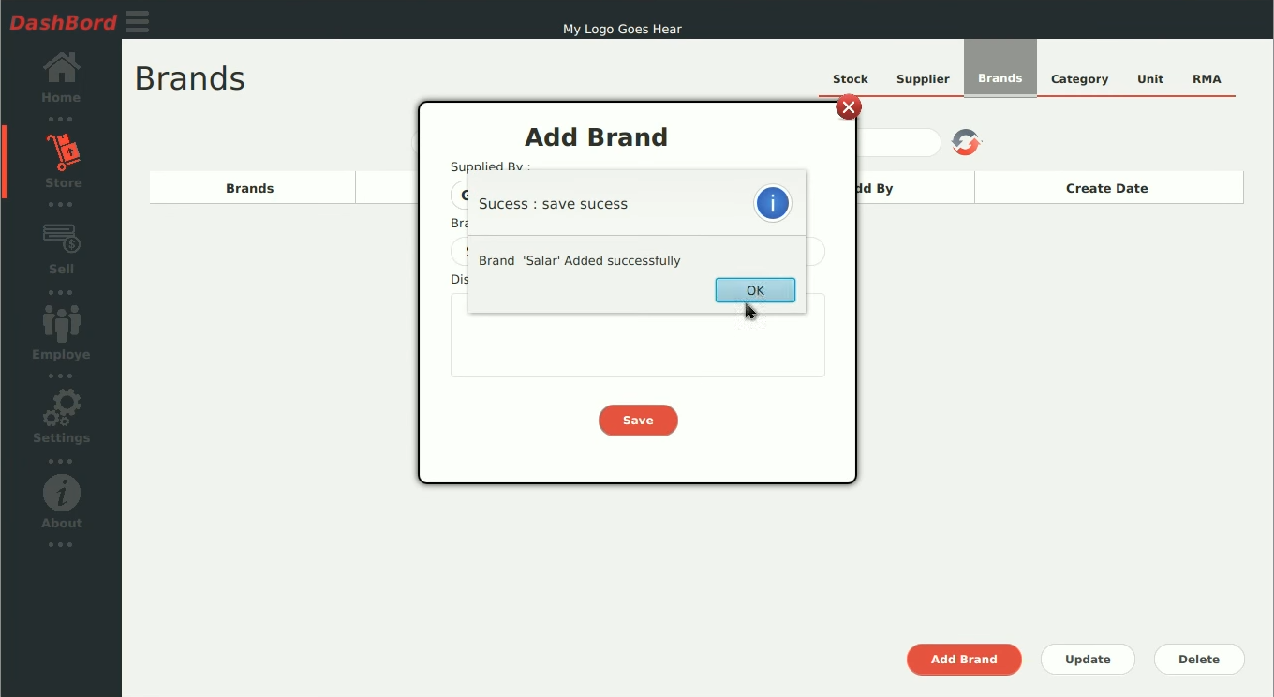 DashBord
My Logo Goes Hear
Home
Store
Sell
Employe
Settings
About
Brands
Stock Supplier Brands Category Unit RMA
Brands
Create Date
Add Brand
Supplied By :
Sucess : save sucess
Brand 'Salar' Added successfully
OK
Save
Add Brand Update Delete